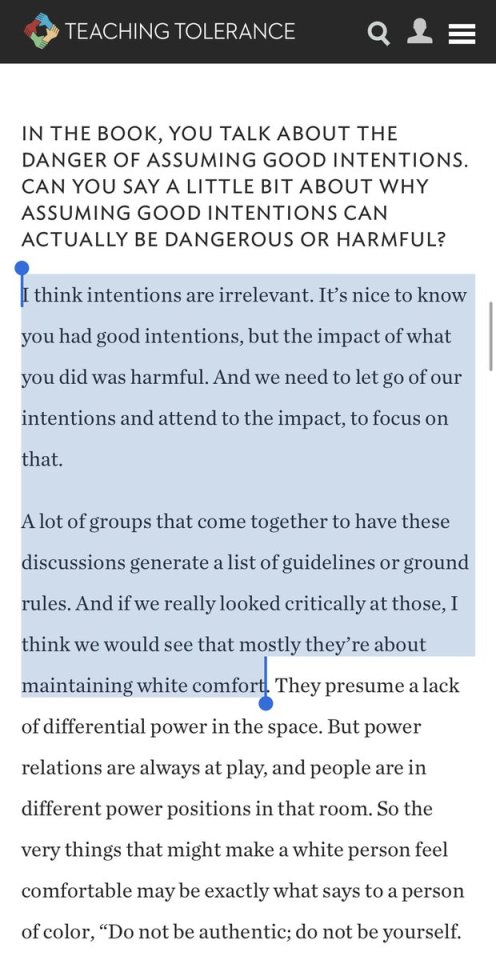 TEACHING TOLERANCE
IN THE BOOK, YOU TALK ABOUT THE
DANGER OF ASSUMING GOOD INTENTIONS.
CAN YOU SAY A LITTLE BIT ABOUT WHY
ASSUMING GOOD INTENTIONS CAN
ACTUALLY BE DANGEROUS OR HARMFUL?
I think intentions are irrelevant. It’s nice to know
you had good intentions, but the impact of what
you did was harmful. And we need to let go of our
intentions and attend to the impact, to focus on
that.
A lot of groups that come together to have these
discussions generate a list of guidelines or ground
rules. And if we really looked critically at those, I
think we would see that mostly they’re about
maintaining white comfort. They presume a lack
of differential power in the space. But power
relations are always at play, and people are in
different power positions in that room. So the
very things that might make a white person feel
comfortable may be exactly what says to a person
of color, “Do not be authentic; do not be yourself.